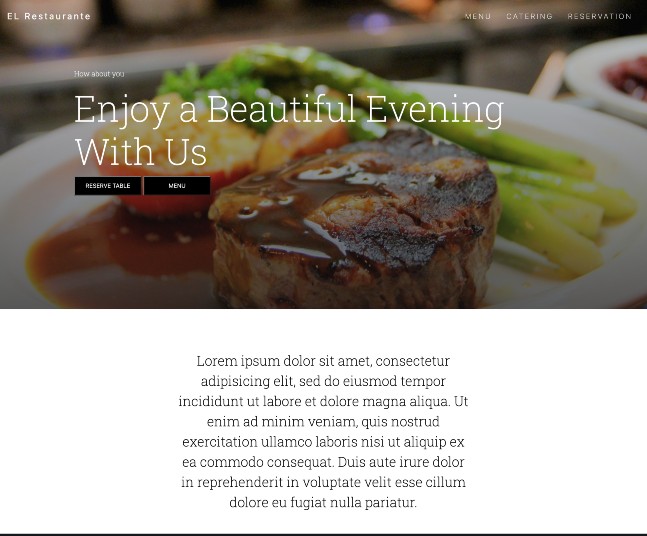 EL Restaurante
MENU CATERING RESERVATION
How about you
Enjoy a Beautiful Evening
With Us
RESERVE TABLE MENU
Lorem ipsum dolor sit amet, consectetur
adipisicing elit, sed do eiusmod tempor
incididunt ut labore et dolore magna aliqua. Ut
enim ad minim veniam, quis nostrud
exercitation ullamco laboris nisi ut aliquip ex
ea commodo consequat. Duis aute irure dolor
in reprehenderit in voluptate velit esse cillum
dolore eu fugiat nulla pariatur.